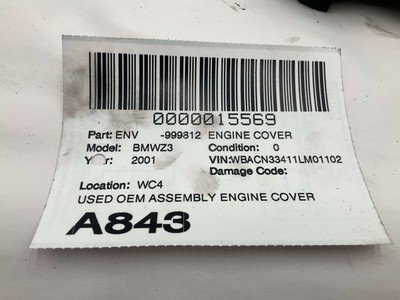 0000015569
Part: ENV -999812 ENGINE COVER
Model: BMWZ3 Condition: 0
Year: 2001 VIN:WBACN33411LM01102
Damage Code:
Location: WC4
USED OEM ASSEMBLY ENGINE COVER
A843